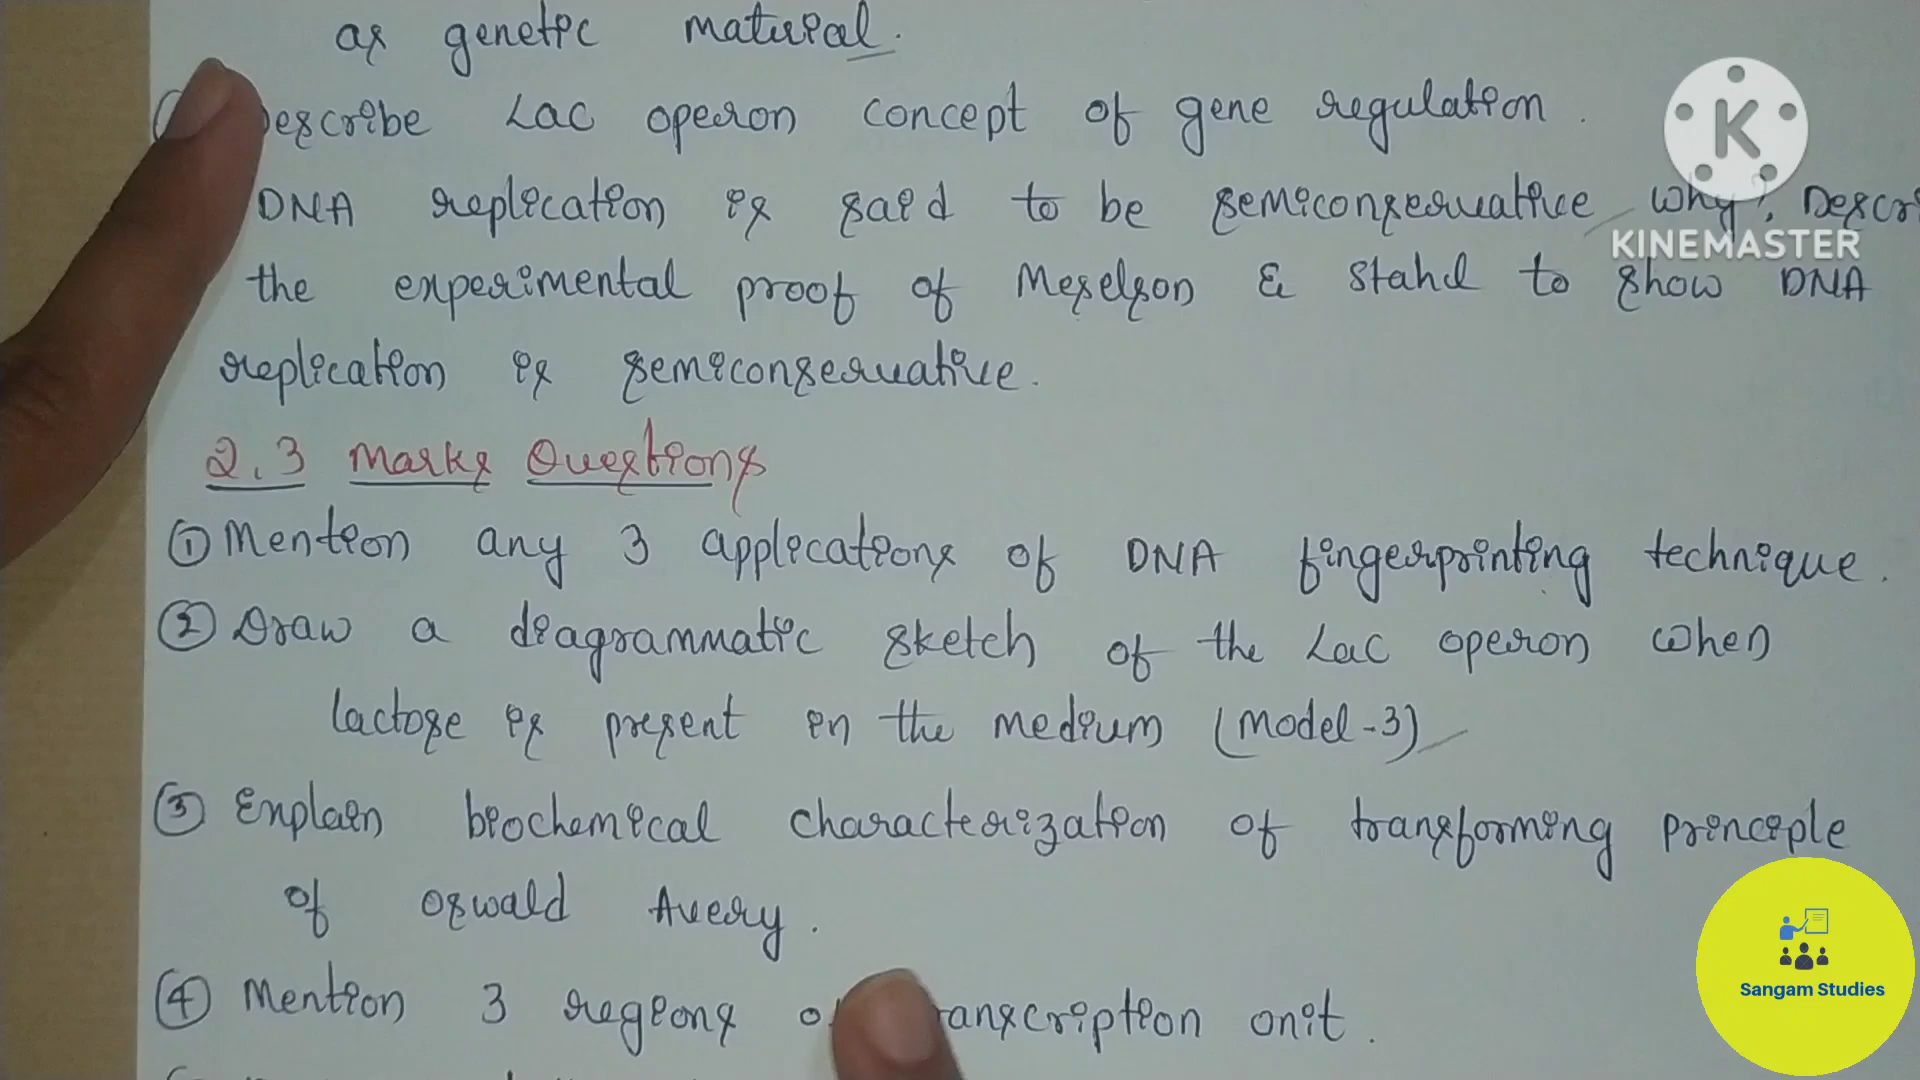 as genetic material.
Describe Lac operon concept of gene regulation.
DNA replication is said to be semiconservative why? Descri
the experimental proof of Meselson & Stahl to show DNA
replication is semiconservative.
2. 3 Marks Questions
① Mention any 3 applications of DNA fingerprinting technique.
② Draw a diagrammatic sketch of the Lac operon when
lactose is present in the medium (Model-3)
③ Explain biochemical characterization of transforming principle
of Oswald Avery.
④ Mention 3 regions of transcription onit.
KINEMASTER
Sangam Studies